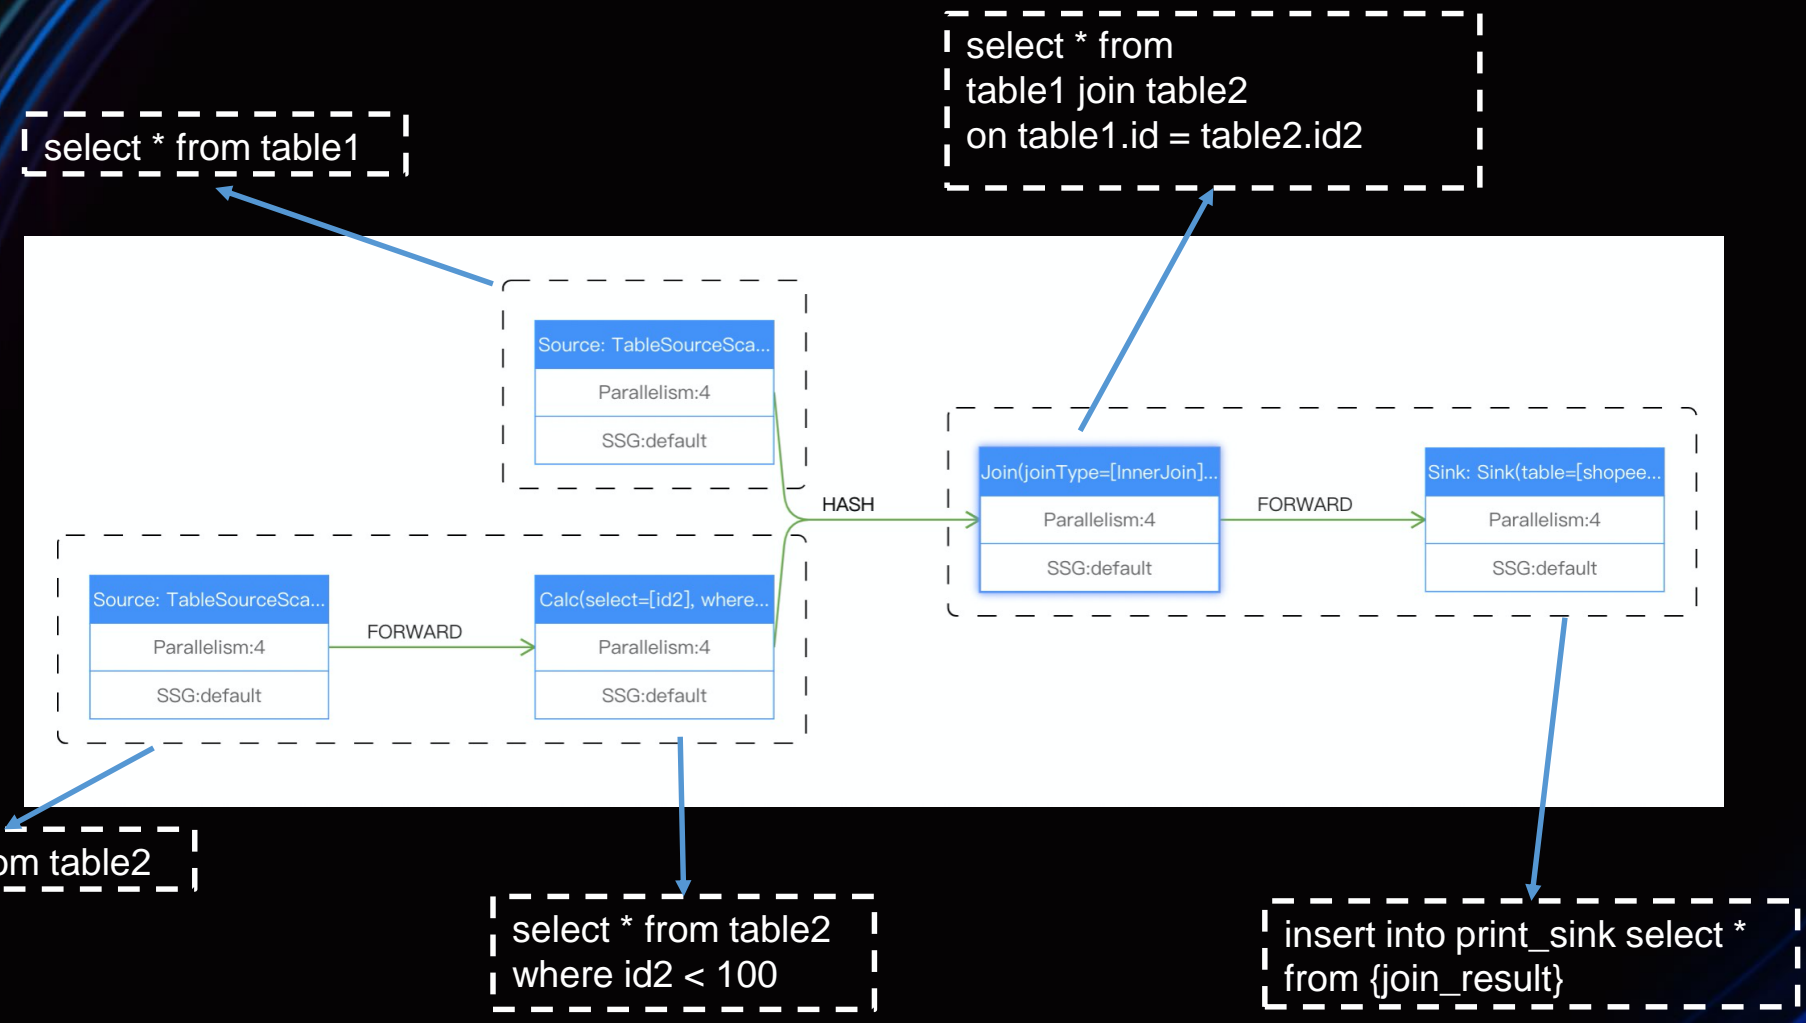 select * from
table1 join table2
on table1.id = table2.id2
select * from table1
Source: TableSourceSca...
Parallelism:4
SSG:default
HASH
Join(joinType=[InnerJoin]...
Parallelism:4
SSG:default
FORWARD
Sink: Sink(table=[shopee...
Parallelism:4
SSG:default
Source: TableSourceSca...
Parallelism:4
SSG:default
FORWARD
Calc(select=[id2], where...
Parallelism:4
SSG:default
table2
select * from table2
where id2 < 100
insert into print_sink select *
from {join_result}